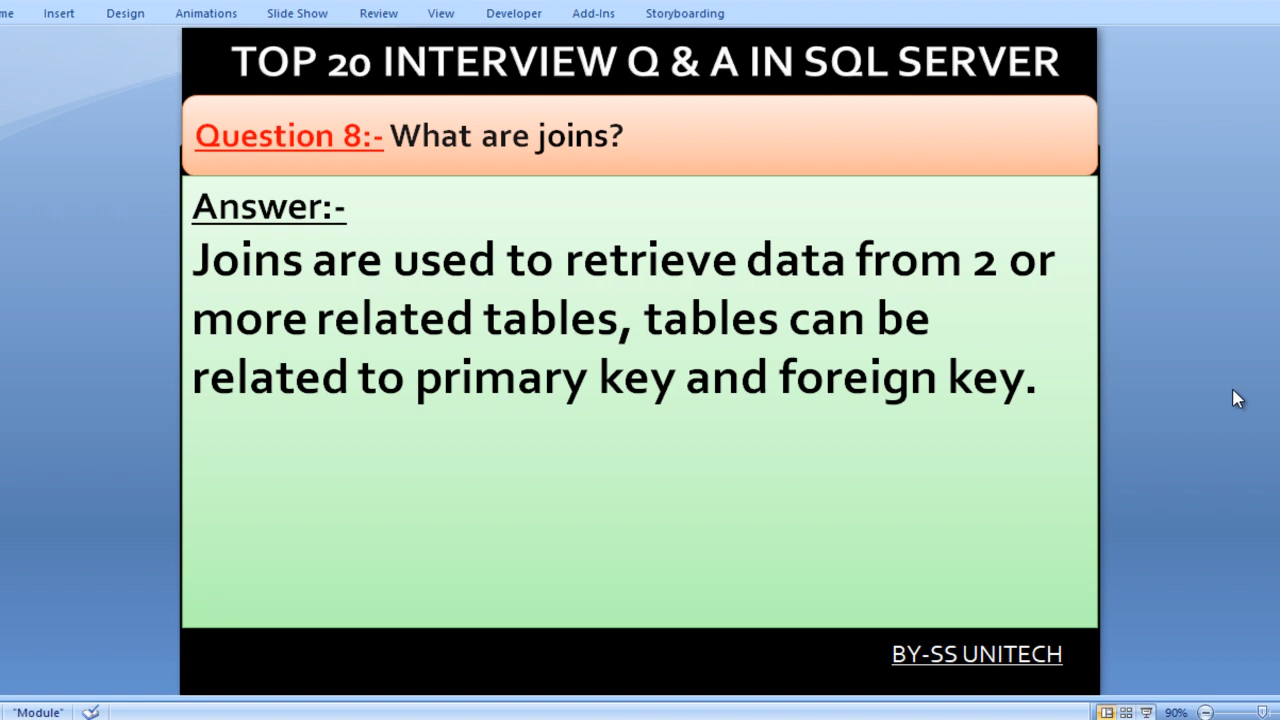 me Insert Design Animations Slide Show Review View Developer Add-Ins Storyboarding
TOP 20 INTERVIEW Q & A IN SQL SERVER
Question 8:- What are joins?
Answer:-
Joins are used to retrieve data from 2 or
more related tables, tables can be
related to primary key and foreign key.
BY-SS UNITECH
"Module" 90%